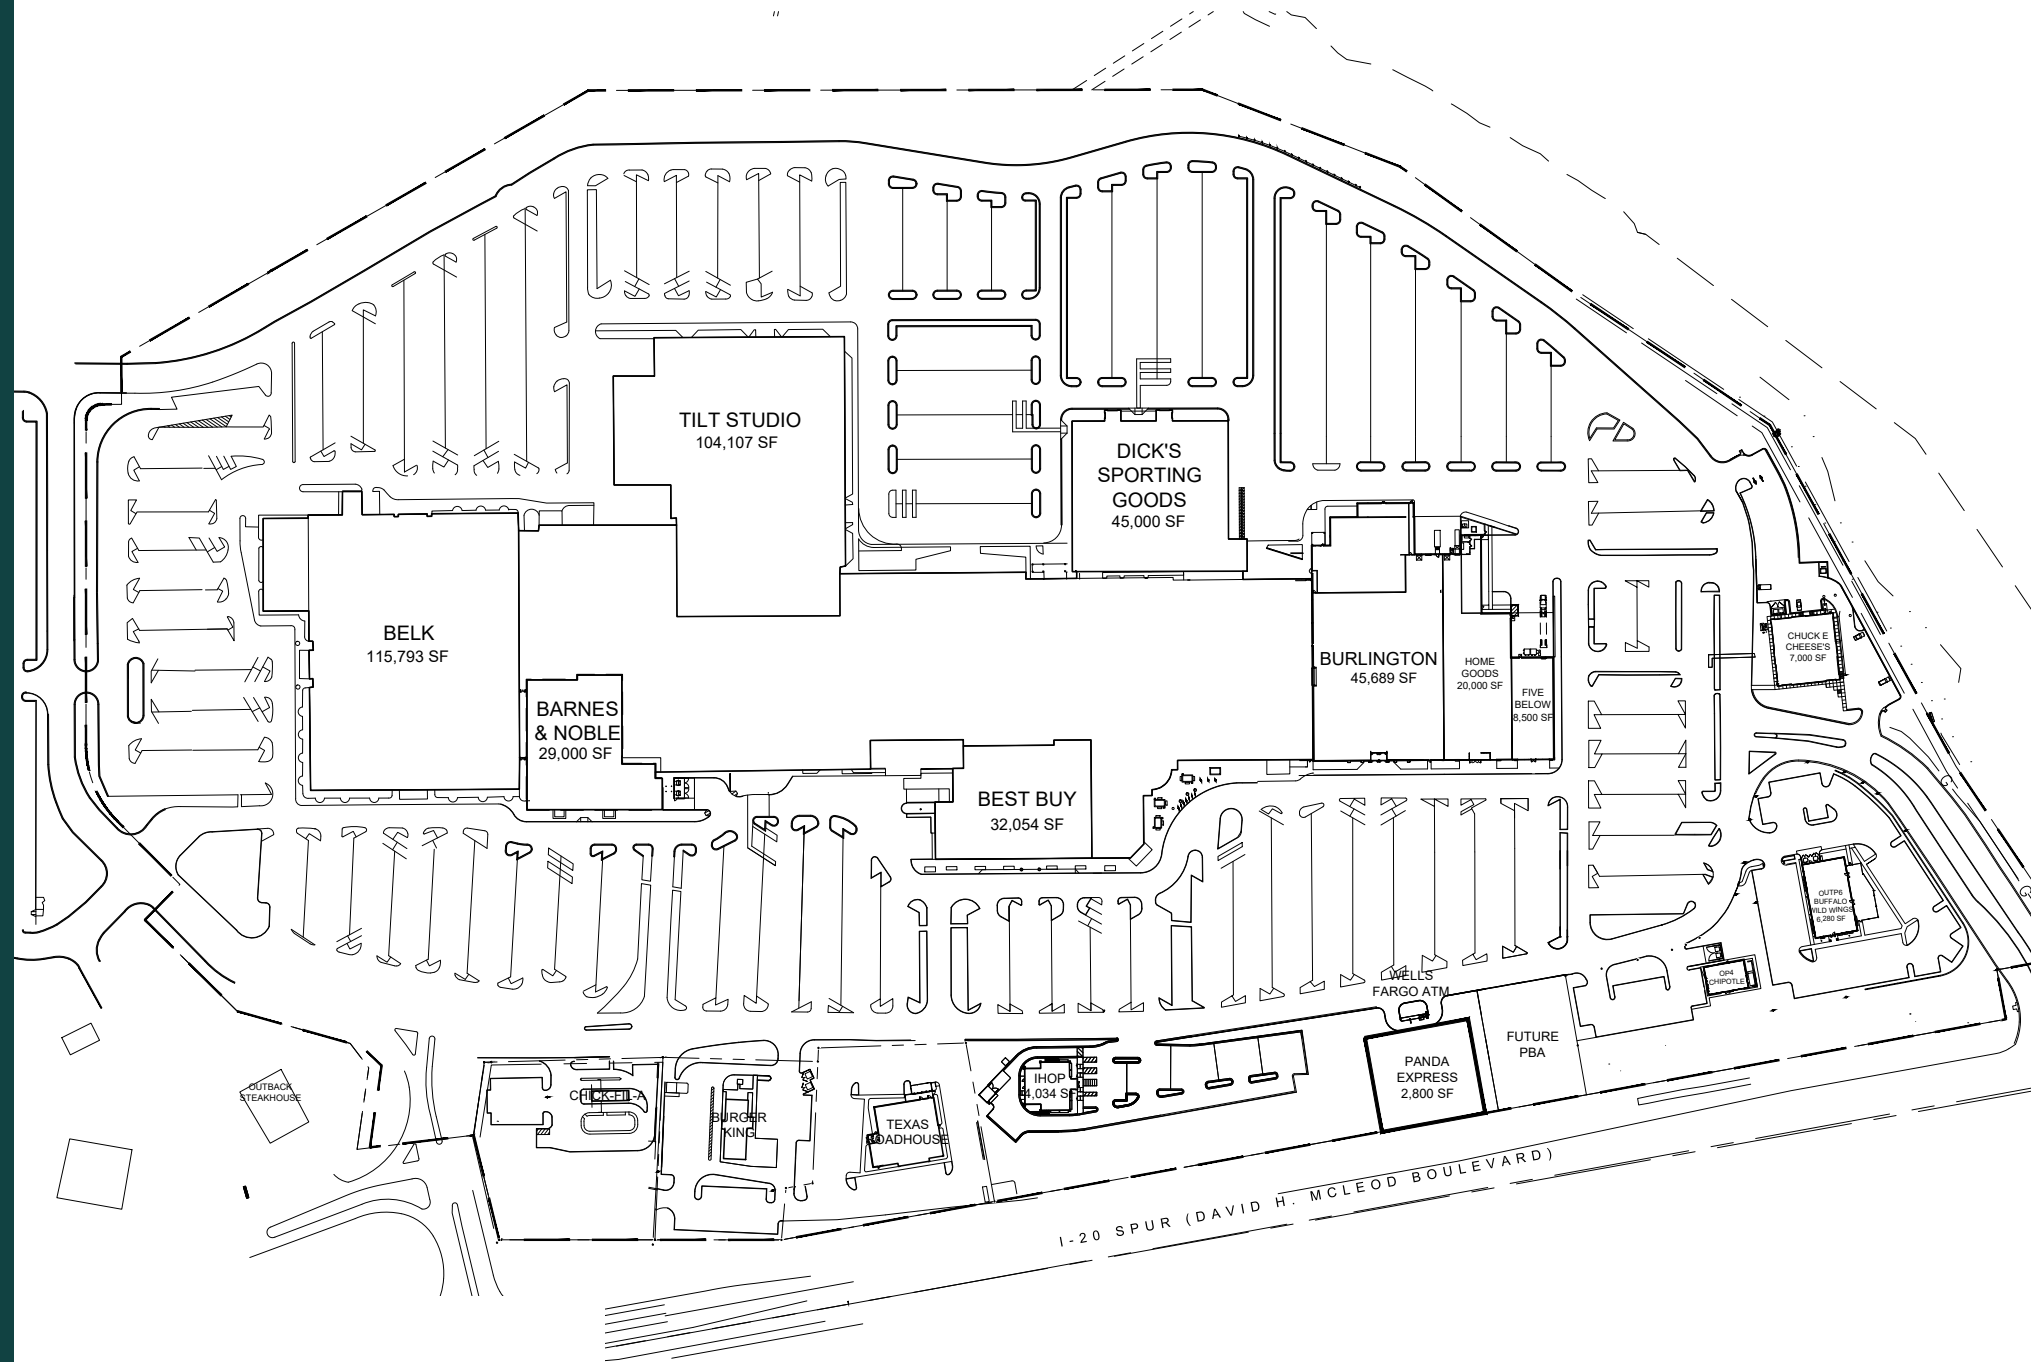 TILT STUDIO
104,107 SF
DICK'S
SPORTING
GOODS
45,000 SF
BELK
115,793 SF
BARNES
& NOBLE
29,000 SF
BEST BUY
32,054 SF
BURLINGTON
45,689 SF
HOME
GOODS
20,000 SF
FIVE
BELOW
8,500 SF
CHUCK E
CHEESE'S
7,000 SF
OUTP6
BUFFALO
WILD WINGS
6,280 SF
OP4
CHIPOTLE
WELLS
FARGO ATM
FUTURE
PBA
PANDA
EXPRESS
2,800 SF
IHOP
4,034 SF
TEXAS
ROADHOUSE
BURGER
KING
CHICK-FIL-A
OUTBACK
STEAKHOUSE
I-20 SPUR (DAVID H. MCLEOD BOULEVARD)
G
G